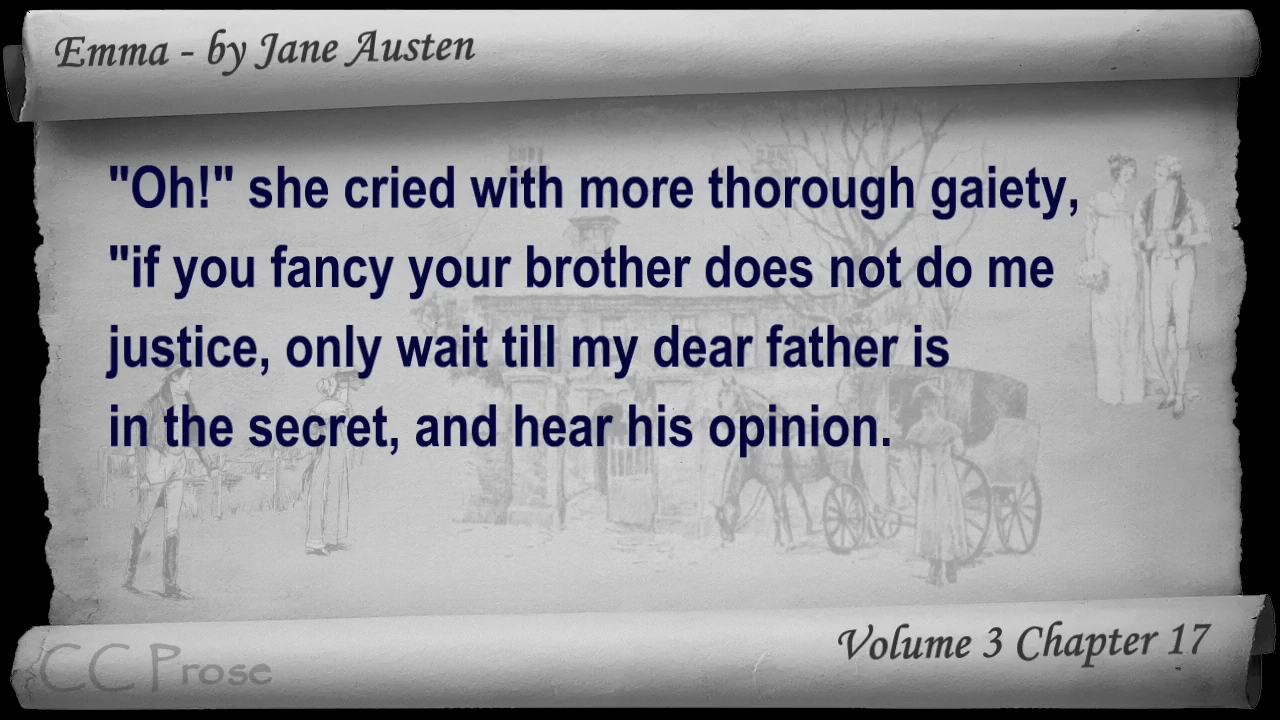 Emma - by Jane Austen
"Oh!" she cried with more thorough gaiety,
"if you fancy your brother does not do me
justice, only wait till my dear father is
in the secret, and hear his opinion.
Volume 3 Chapter 17
CC Prose